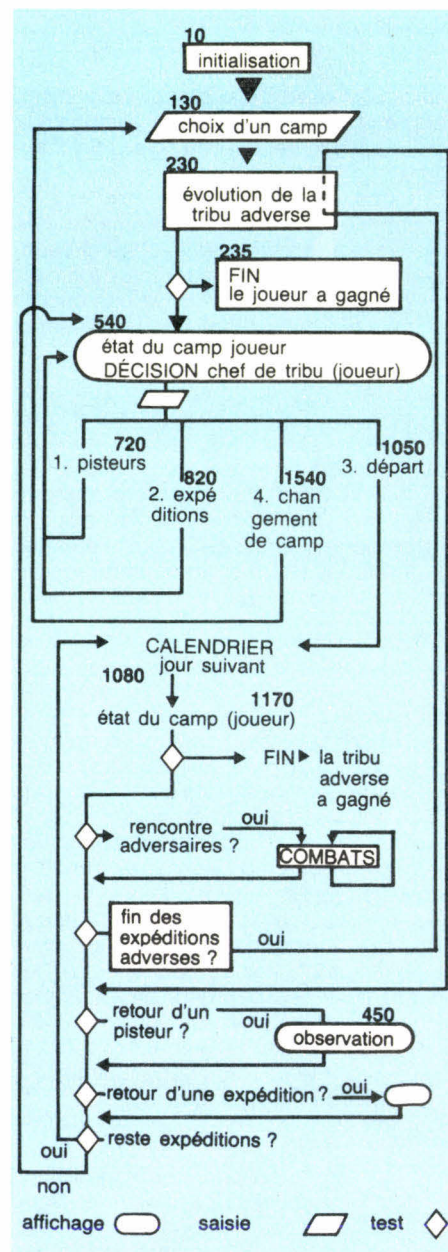 10
initialisation
130
choix d'un camp
230
évolution de la
tribu adverse
235
FIN
le joueur a gagné
540
état du camp joueur
DÉCISION chef de tribu (joueur)
720
1. pisteurs
820
2. expé
ditions
1540
4. chan
gement
de camp
1050
3. départ
CALENDRIER
jour suivant
1080
1170
état du camp (joueur)
FIN la tribu
adverse
a gagné
rencontre oui
adversaires ?
COMBATS
fin des
expéditions
adverses ?
oui
retour d'un
pisteur ?
oui
450
observation
retour d'une expédition ? oui
reste expéditions ?
oui
non
affichage saisie test